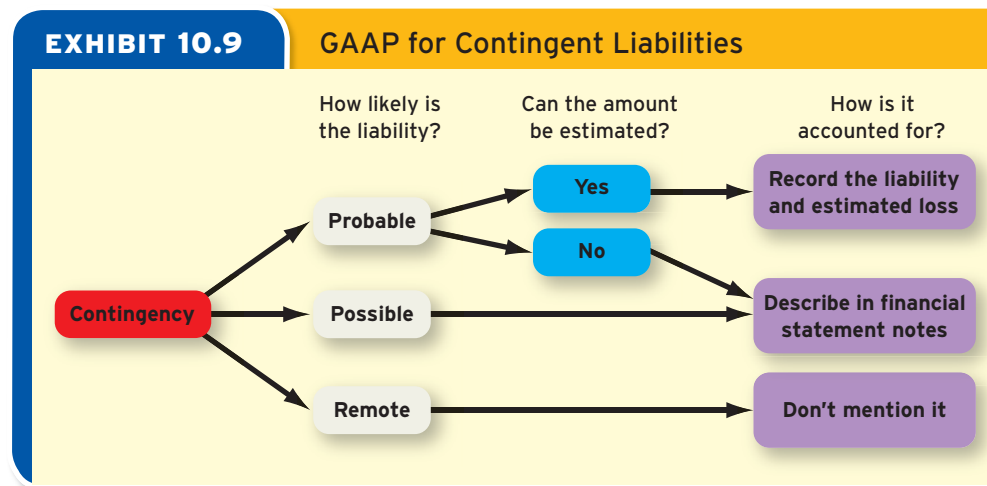 EXHIBIT 10.9
GAAP for Contingent Liabilities
How likely is
the liability?
Can the amount
be estimated?
How is it
accounted for?
Contingency
Probable
Possible
Remote
Yes
No
Record the liability
and estimated loss
Describe in financial
statement notes
Don't mention it